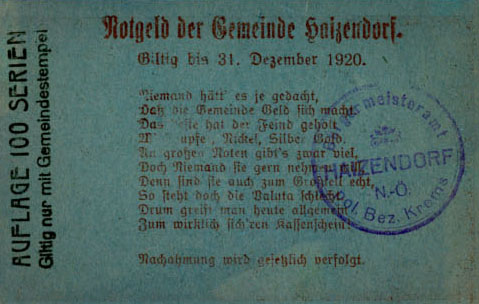 Notgeld der Gemeinde Haizendorf.
Giltig bis 31. Dezember 1920.
Niemand hätt' es je gedacht,
Daß die Gemeinde Geld sich macht.
Das Beste hat der Feind geholt,
Nickel, Silber Gold.
An großen Noten gibt's zwar viel,
Doch Niemand sie gern nehmen will
Denn sind sie auch zum Großteil echt,
So steht doch die Valuta schlecht
Drum greift man heute allgemein
Zum wirklich sich'ren Kassenschein!
Nachahmung wird gesetzlich verfolgt.
AUFLAGE 100 SERIEN
Giltig nur mit Gemeindestempel
Bürgermeisteramt
HAIZENDORF
N.-Ö.
pol. Bez. Krems